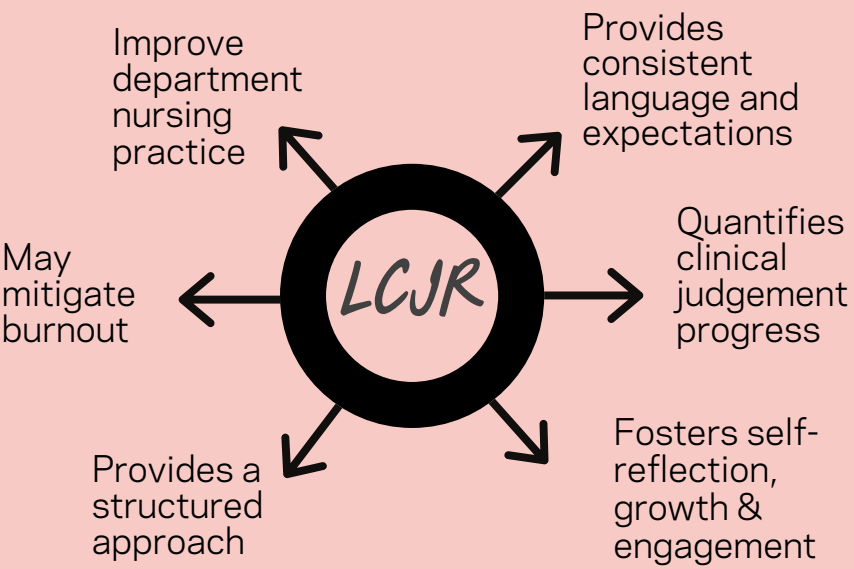 Improve
department
nursing
practice
Provides
consistent
language and
expectations
May
mitigate
burnout
LCJR
Quantifies
clinical
judgement
progress
Provides a
structured
approach
Fosters self-
reflection,
growth &
engagement